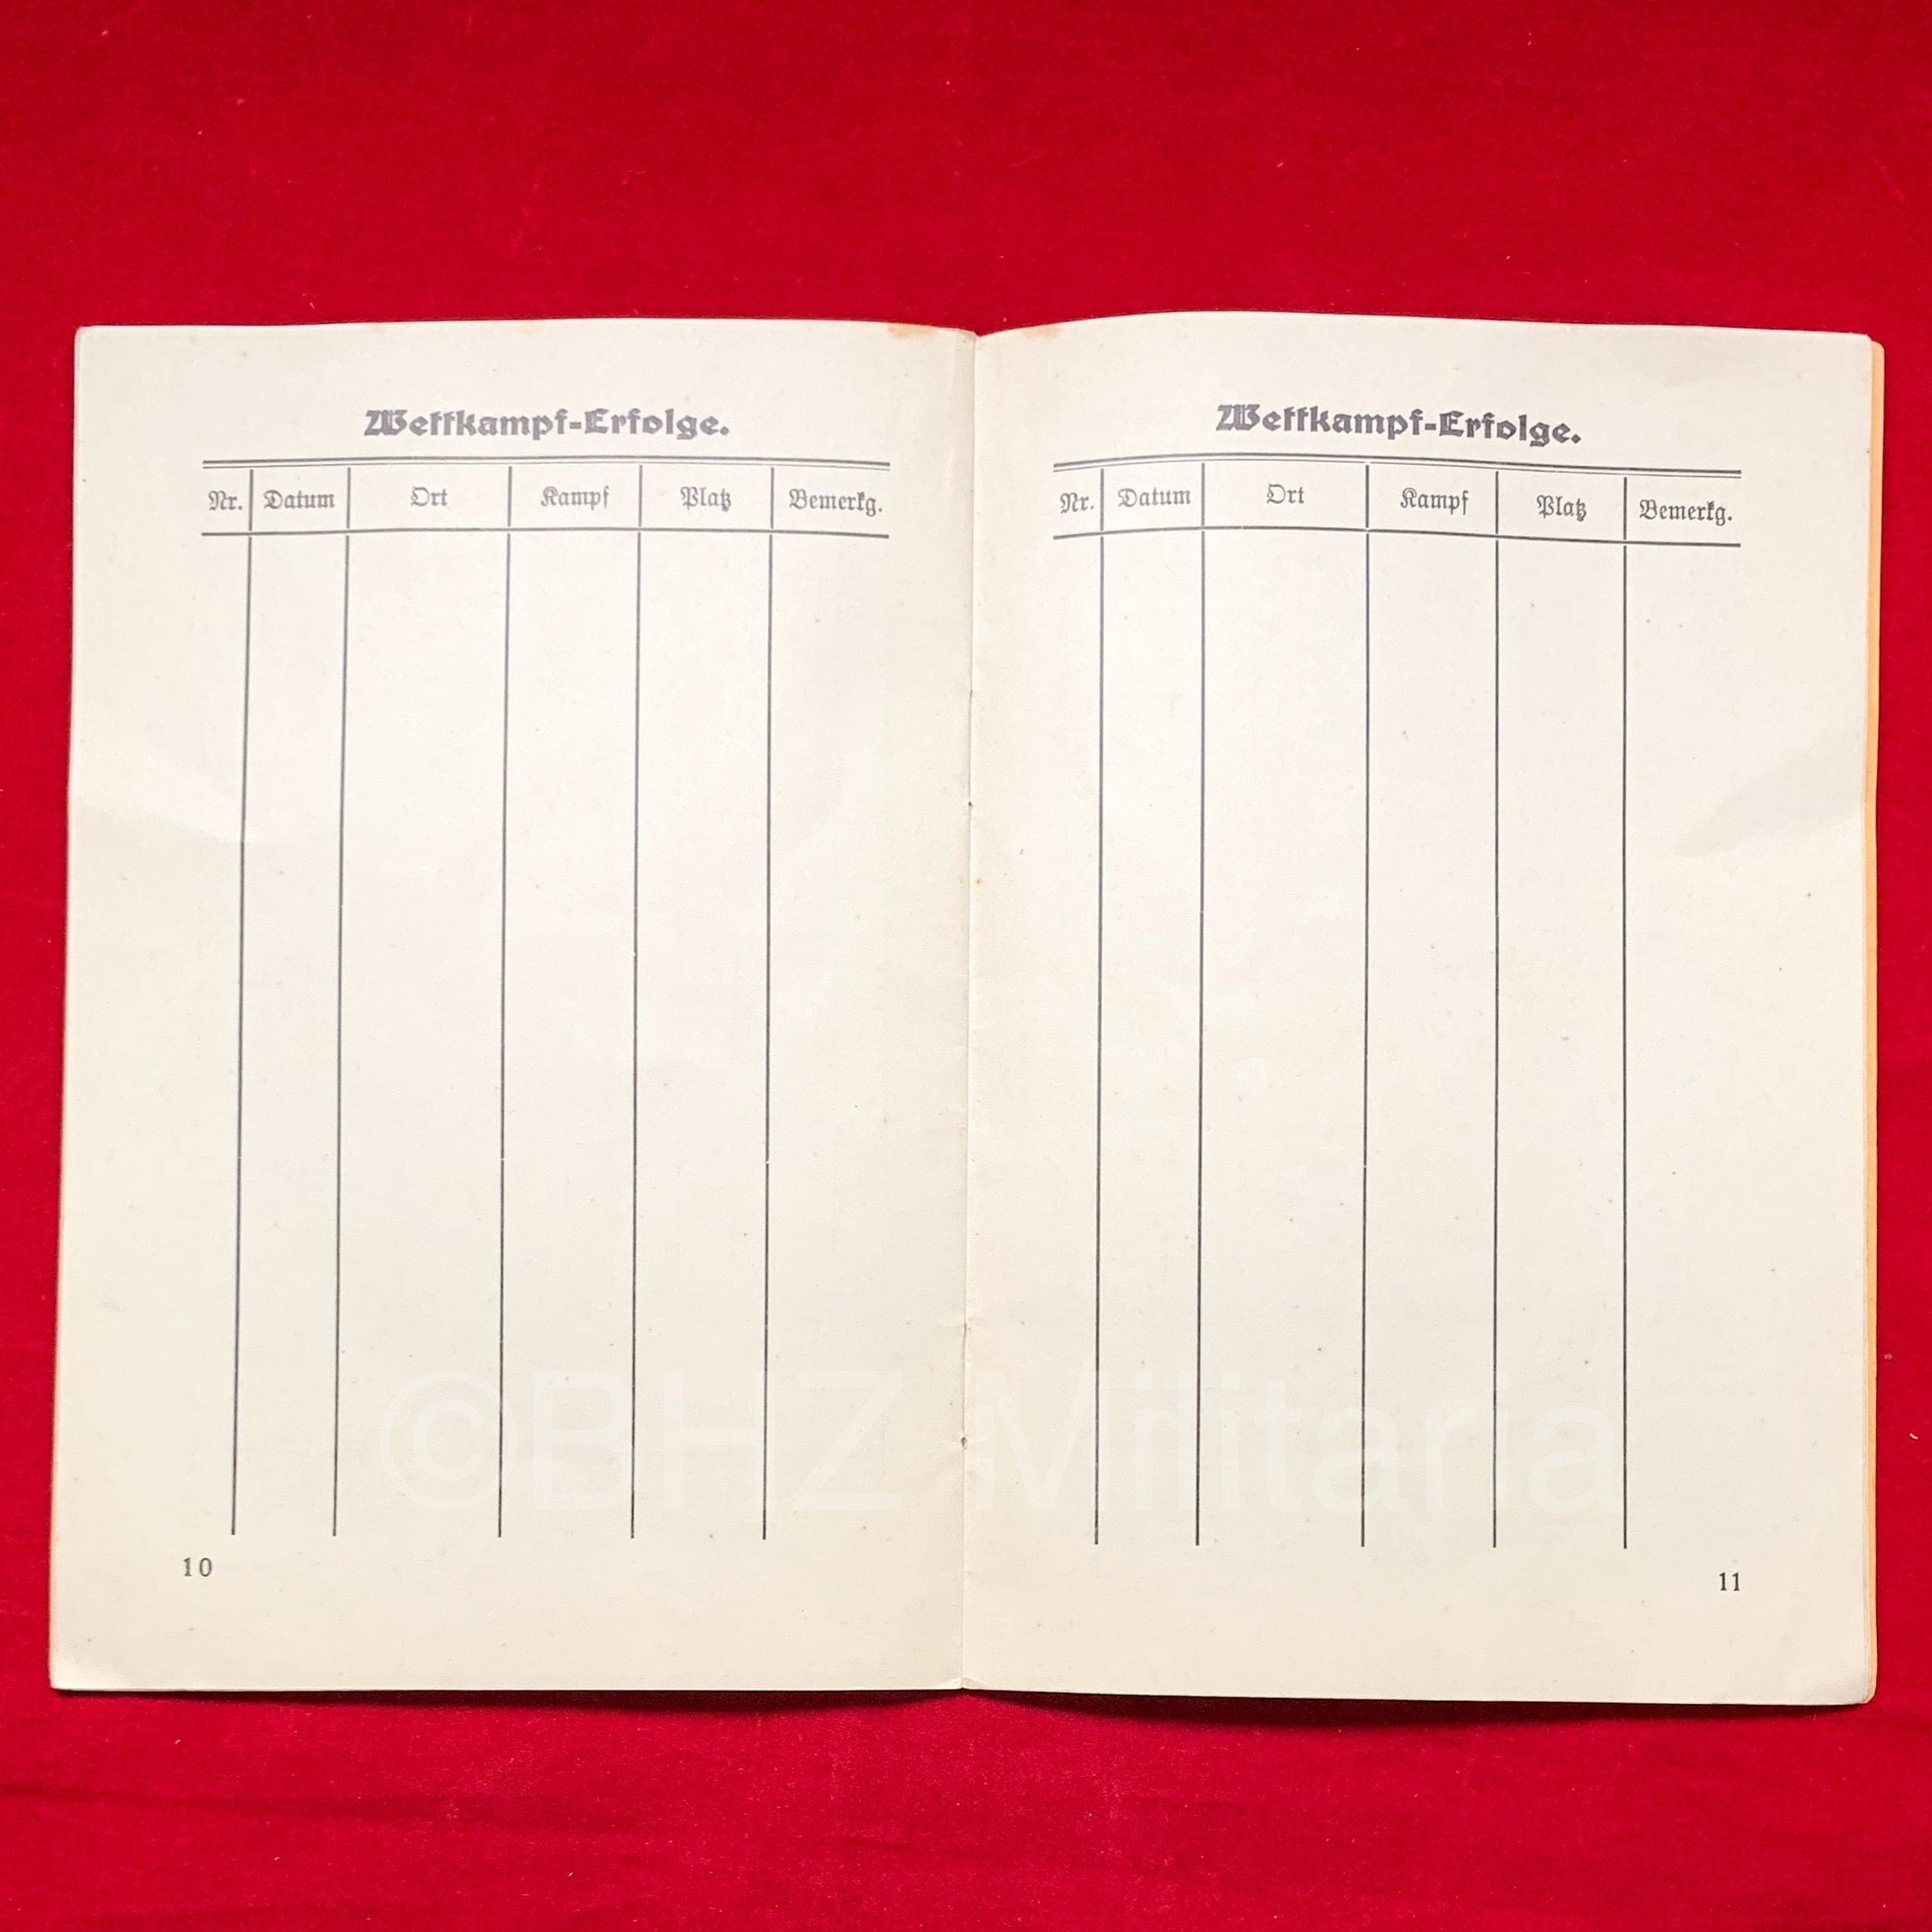 Wettkampf-Erfolge.
Nr. Datum Ort Kampf Platz Bemerkg.
10
Wettkampf-Erfolge.
Nr. Datum Ort Kampf Platz Bemerkg.
11
©BHZ Militaria